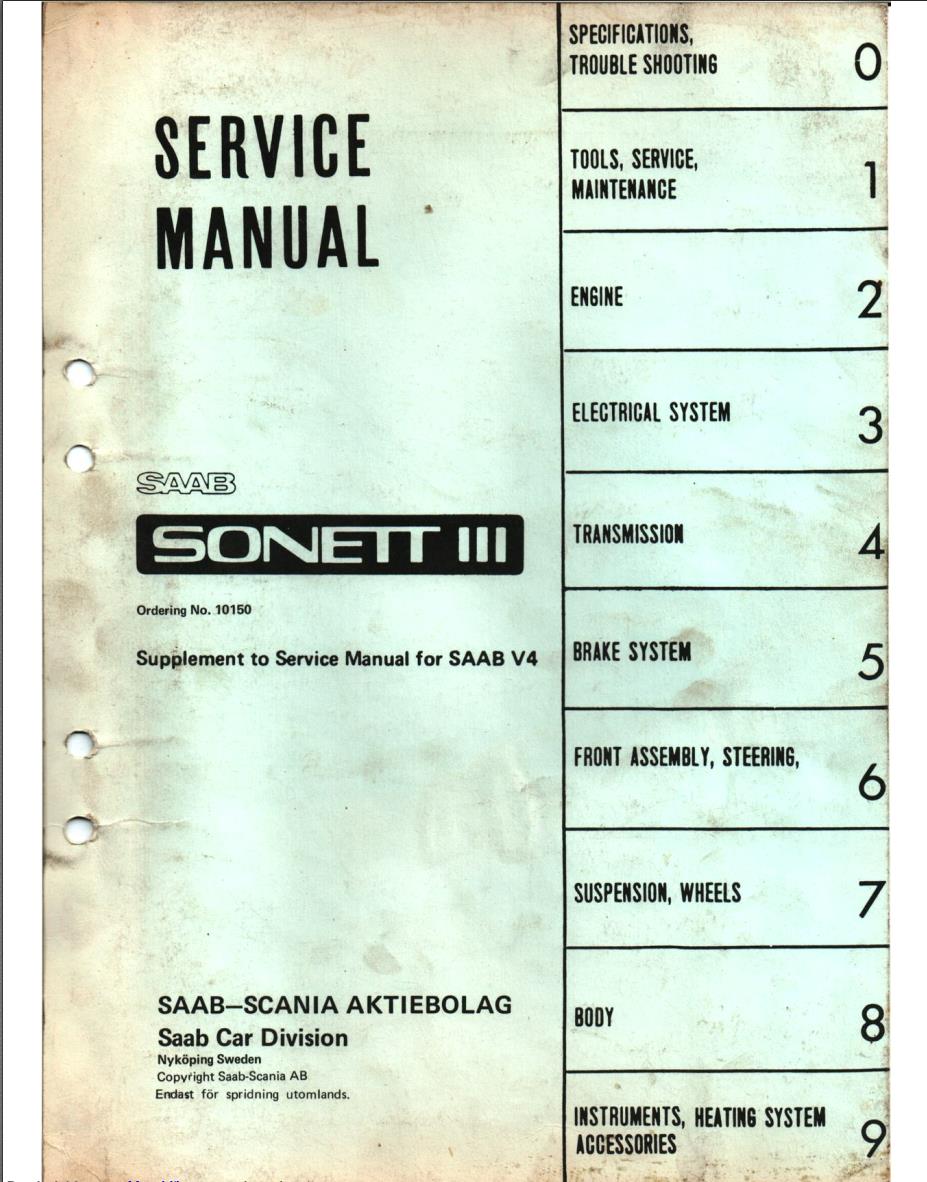 SERVICE
MANUAL
SAAB
SONETT III
Ordering No. 10150
Supplement to Service Manual for SAAB V4
SAAB–SCANIA AKTIEBOLAG
Saab Car Division
Nyköping Sweden
Copyright Saab-Scania AB
Endast för spridning utomlands.
SPECIFICATIONS,
TROUBLE SHOOTING 0
TOOLS, SERVICE,
MAINTENANCE 1
ENGINE 2
ELECTRICAL SYSTEM 3
TRANSMISSION 4
BRAKE SYSTEM 5
FRONT ASSEMBLY, STEERING, 6
SUSPENSION, WHEELS 7
BODY 8
INSTRUMENTS, HEATING SYSTEM
ACCESSORIES 9